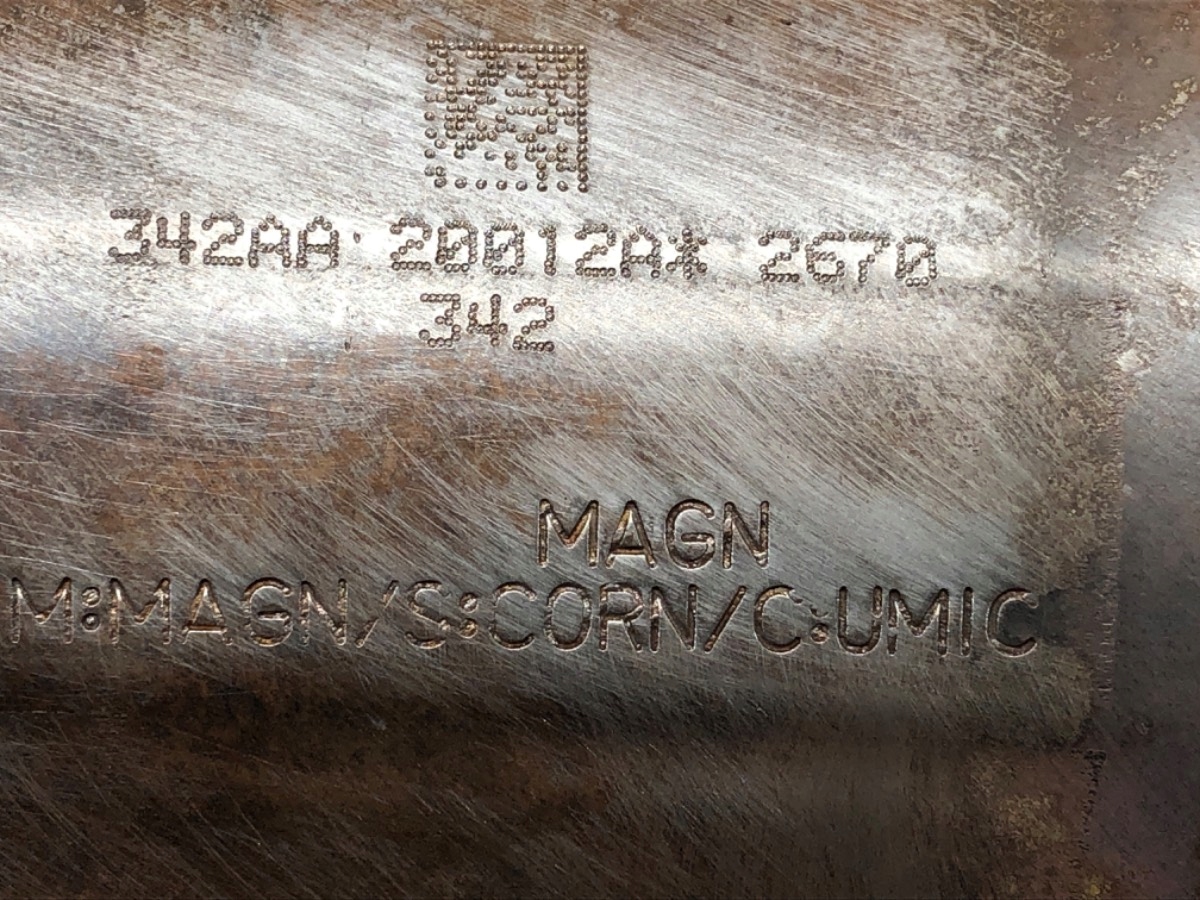 342AA 20012A* 2670
342
MAGN
M:MAGN/S:CORN/C:UMIC